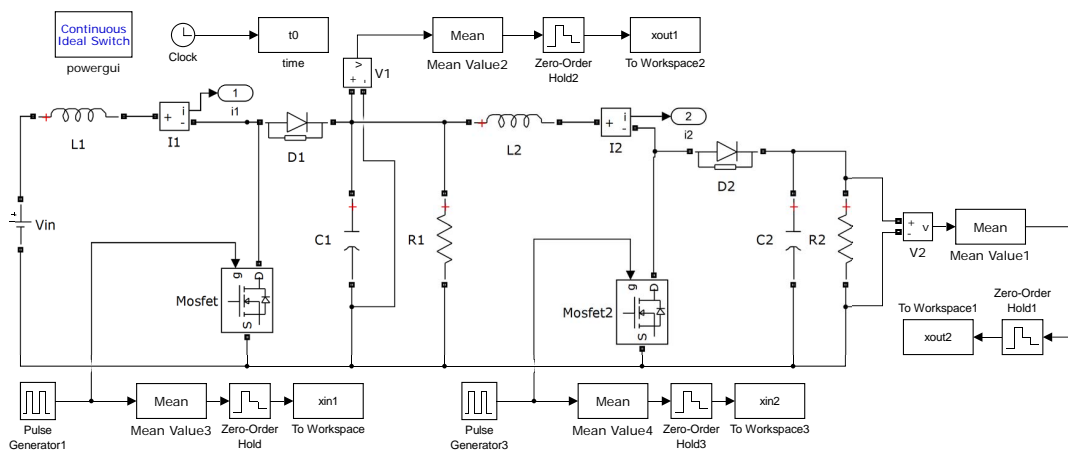 Continuous
Ideal Switch
powergui
Clock
t0
time
v
+
-
V1
Mean
Mean Value2
Zero-Order
Hold2
xout1
To Workspace2
+
L1
+
i
-
I1
1
i1
D1
+
L2
+
i
-
I2
2
i2
D2
+
Vin
g
D
S
Mosfet
+
C1
+
R1
g
D
S
Mosfet2
+
C2
+
R2
+
-
v
V2
Mean
Mean Value1
Zero-Order
Hold1
To Workspace1
xout2
Pulse
Generator1
Mean
Mean Value3
Zero-Order
Hold
xin1
To Workspace
Pulse
Generator3
Mean
Mean Value4
Zero-Order
Hold3
xin2
To Workspace3